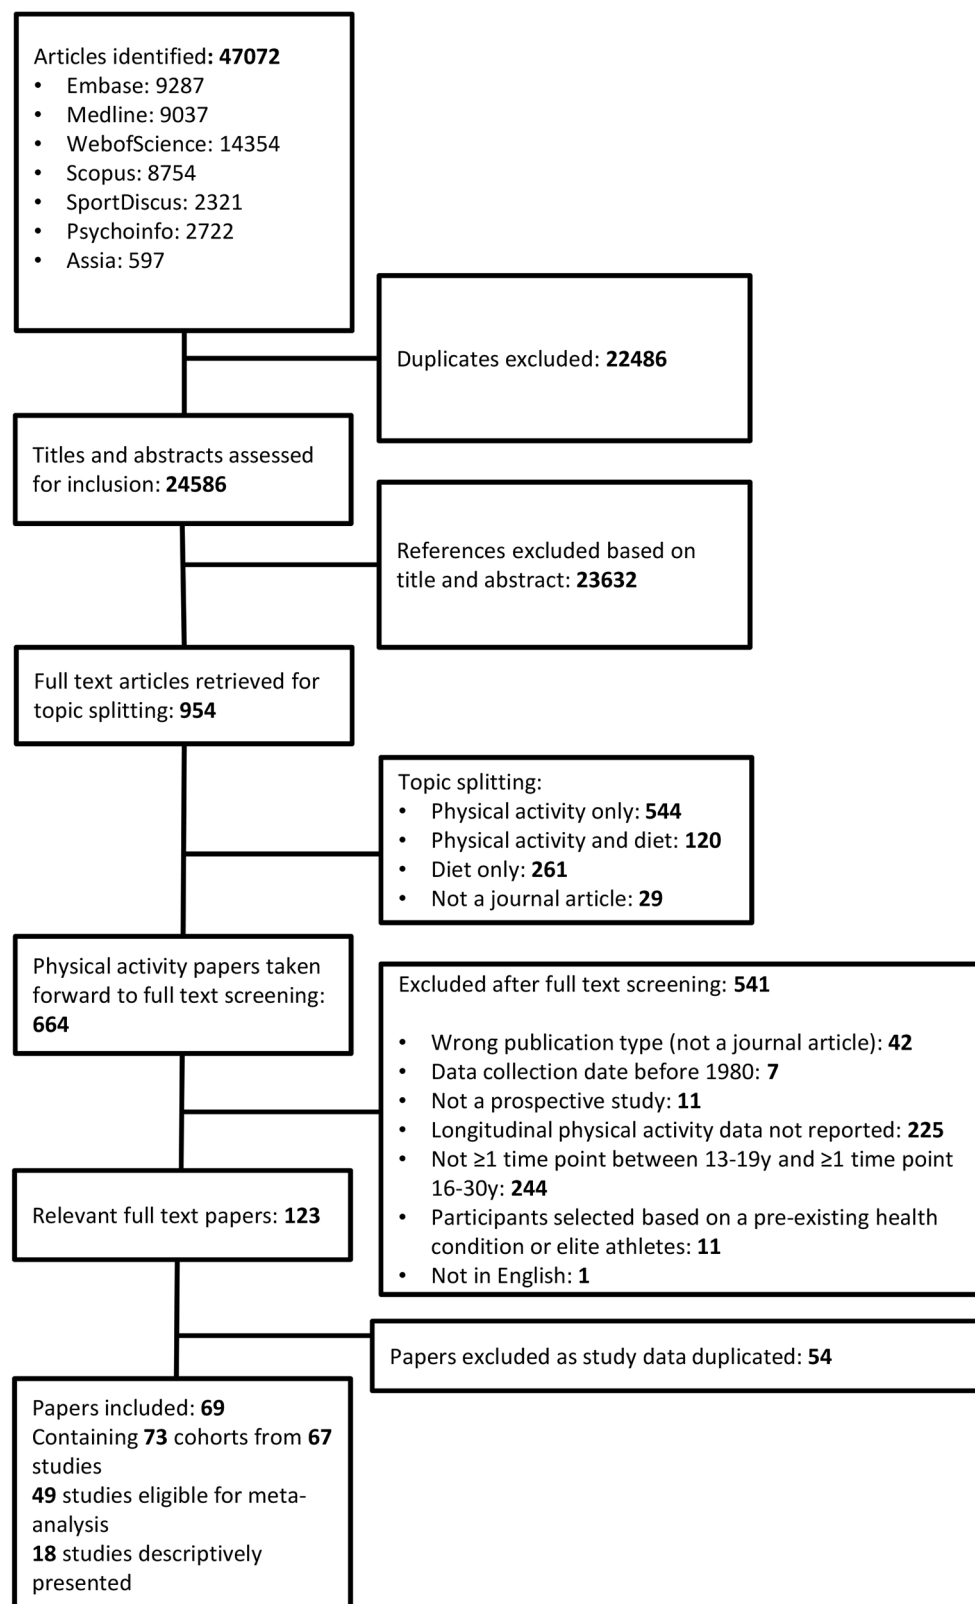 Articles identified: 47072
• Embase: 9287
• Medline: 9037
• WebofScience: 14354
• Scopus: 8754
• SportDiscus: 2321
• Psychoinfo: 2722
• Assia: 597
Duplicates excluded: 22486
Titles and abstracts assessed
for inclusion: 24586
References excluded based on
title and abstract: 23632
Full text articles retrieved for
topic splitting: 954
Topic splitting:
• Physical activity only: 544
• Physical activity and diet: 120
• Diet only: 261
• Not a journal article: 29
Physical activity papers taken
forward to full text screening:
664
Excluded after full text screening: 541
• Wrong publication type (not a journal article): 42
• Data collection date before 1980: 7
• Not a prospective study: 11
• Longitudinal physical activity data not reported: 225
• Not ≥1 time point between 13-19y and ≥1 time point
16-30y: 244
• Participants selected based on a pre-existing health
condition or elite athletes: 11
• Not in English: 1
Relevant full text papers: 123
Papers excluded as study data duplicated: 54
Papers included: 69
Containing 73 cohorts from 67
studies
49 studies eligible for meta-
analysis
18 studies descriptively
presented